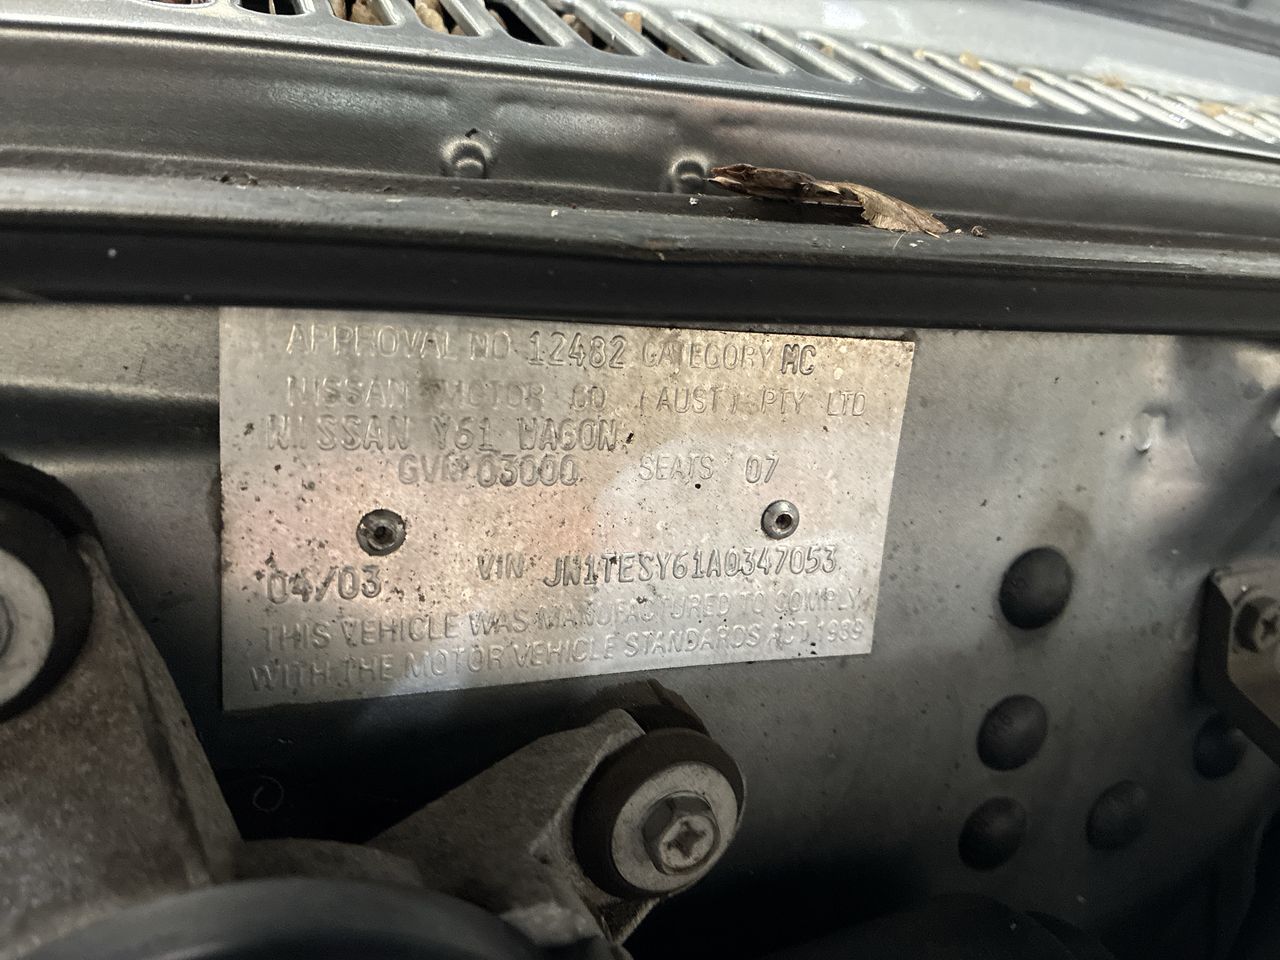 APPROVAL NO 12482 CATEGORY MC
NISSAN MOTOR CO (AUST) PTY LTD
NISSAN Y61 WAGON
GVM 03000 SEATS 07
04/03 VIN JN1TESY61A0347053
THIS VEHICLE WAS MANUFACTURED TO COMPLY
WITH THE MOTOR VEHICLE STANDARDS ACT 1989